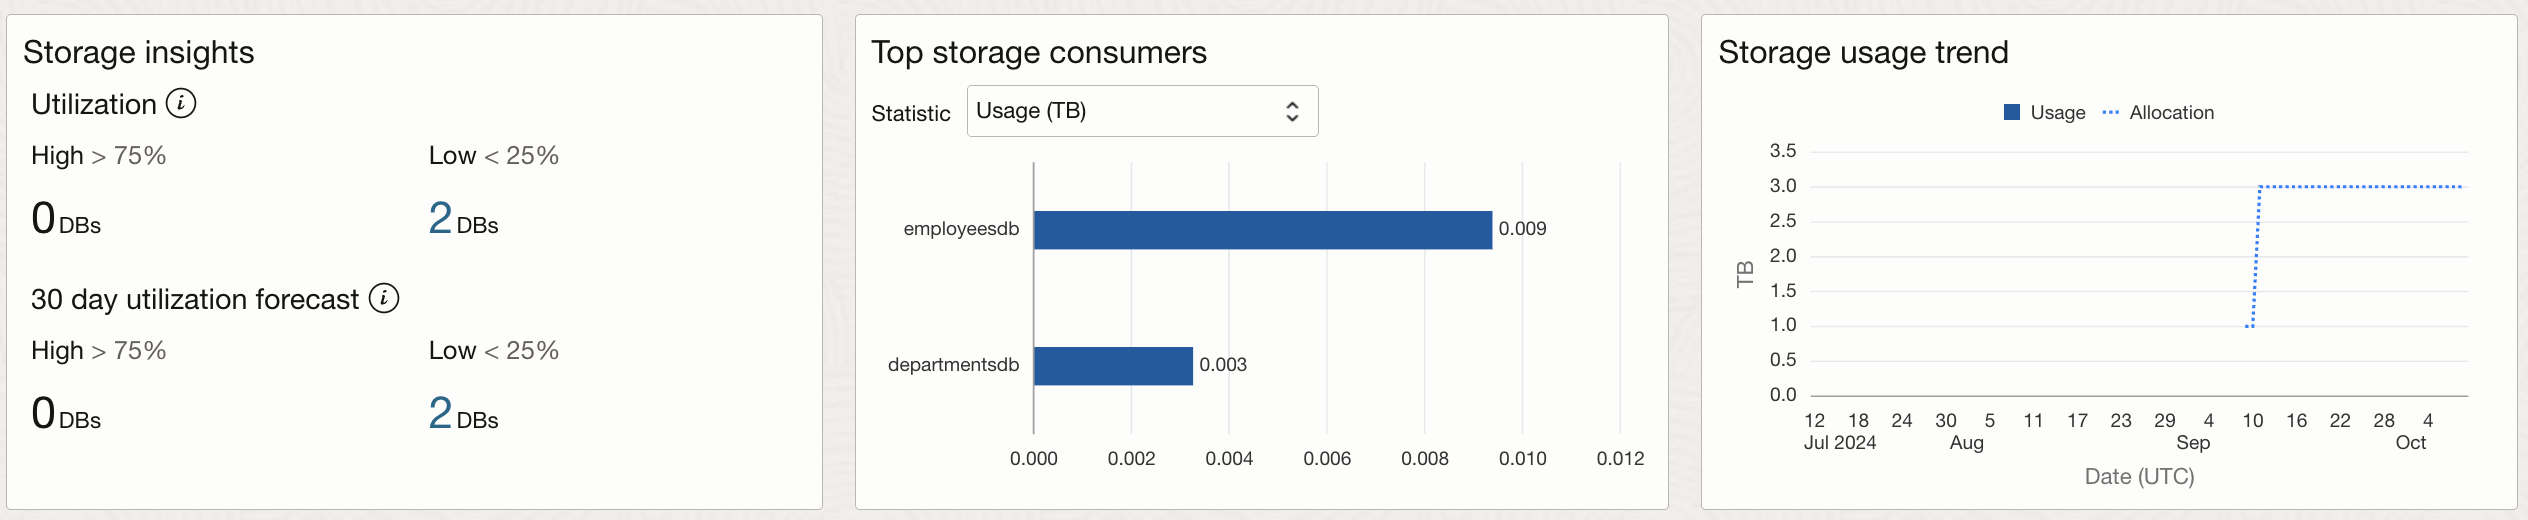 Storage insights
Utilization
High > 75%
Low < 25%
0 DBs
2 DBs
30 day utilization forecast
High > 75%
Low < 25%
0 DBs
2 DBs
Top storage consumers
Statistic Usage (TB)
employeesdb 0.009
departmentsdb 0.003
0.000 0.002 0.004 0.006 0.008 0.010 0.012
Storage usage trend
Usage Allocation
3.5
3.0
2.5
2.0
1.5
1.0
0.5
0.0
TB
12 18 24 30 5 11 17 23 29 4 10 16 22 28 4
Jul 2024 Aug Sep Oct
Date (UTC)